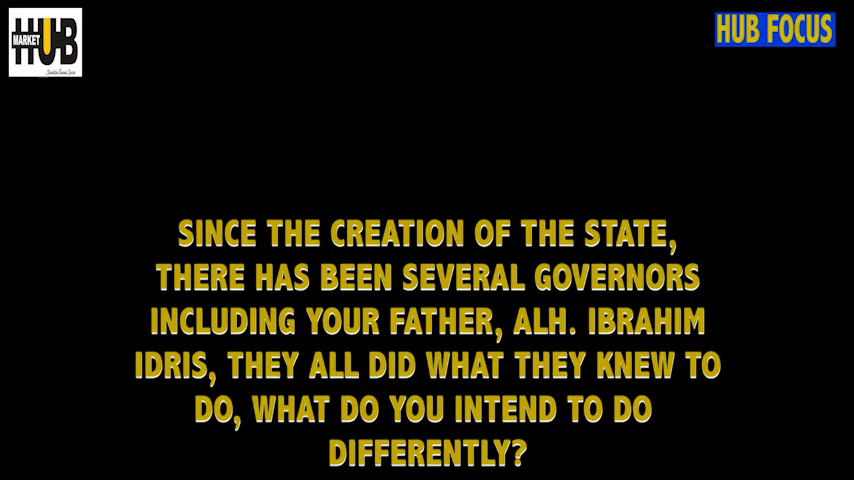 MARKET
HUB
HUB FOCUS
SINCE THE CREATION OF THE STATE,
THERE HAS BEEN SEVERAL GOVERNORS
INCLUDING YOUR FATHER, ALH. IBRAHIM
IDRIS, THEY ALL DID WHAT THEY KNEW TO
DO, WHAT DO YOU INTEND TO DO
DIFFERENTLY?